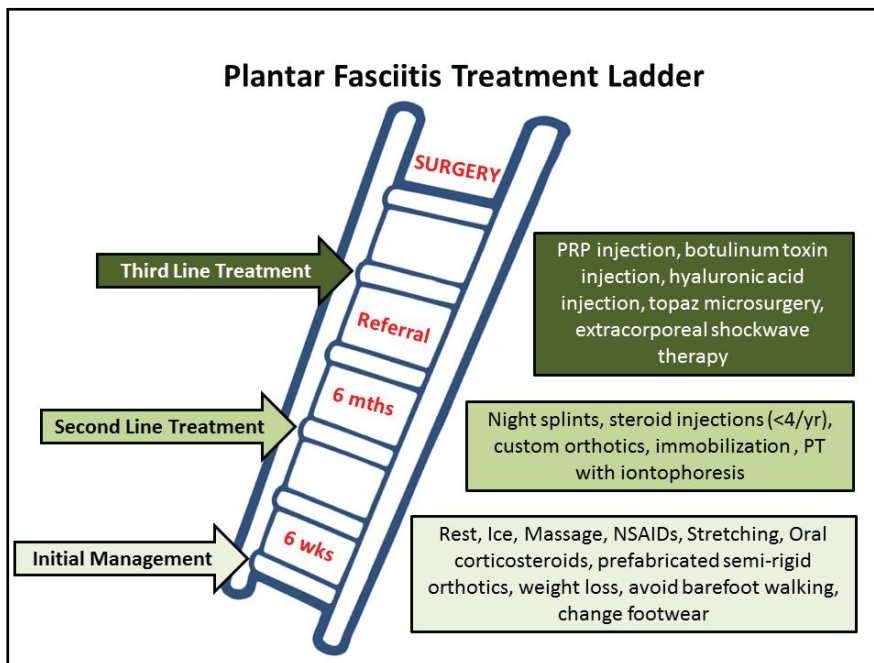 Plantar Fasciitis Treatment Ladder
SURGERY
Third Line Treatment
PRP injection, botulinum toxin
injection, hyaluronic acid
injection, topaz microsurgery,
extracorporeal shockwave
therapy
Referral
6 mths
Second Line Treatment
Night splints, steroid injections (<4/yr),
custom orthotics, immobilization , PT
with iontophoresis
6 wks
Initial Management
Rest, Ice, Massage, NSAIDs, Stretching, Oral
corticosteroids, prefabricated semi-rigid
orthotics, weight loss, avoid barefoot walking,
change footwear